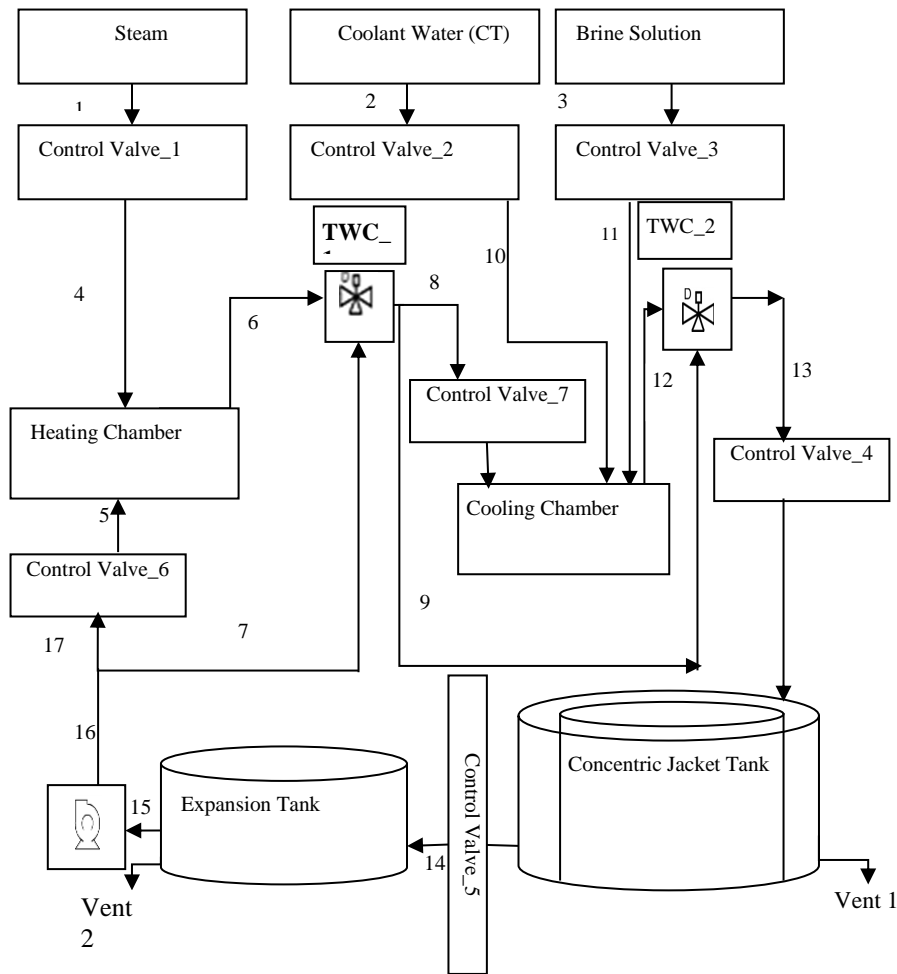 Steam
Coolant Water (CT)
Brine Solution
1
2
3
Control Valve_1
Control Valve_2
Control Valve_3
TWC_
TWC_2
10
11
4
6
8
12
13
Control Valve_7
Heating Chamber
Control Valve_4
Cooling Chamber
5
Control Valve_6
9
17
7
16
Control Valve_5
Concentric Jacket Tank
Expansion Tank
15
14
Vent 1
Vent
2
D
D